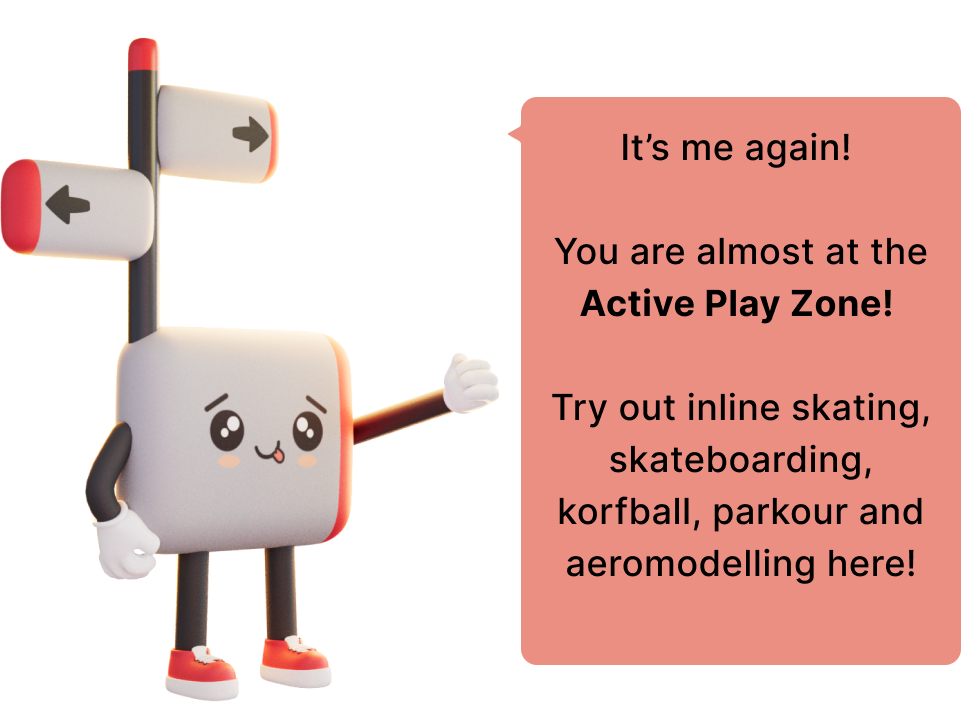 It’s me again!
You are almost at the
Active Play Zone!
Try out inline skating,
skateboarding,
korfball, parkour and
aeromodelling here!